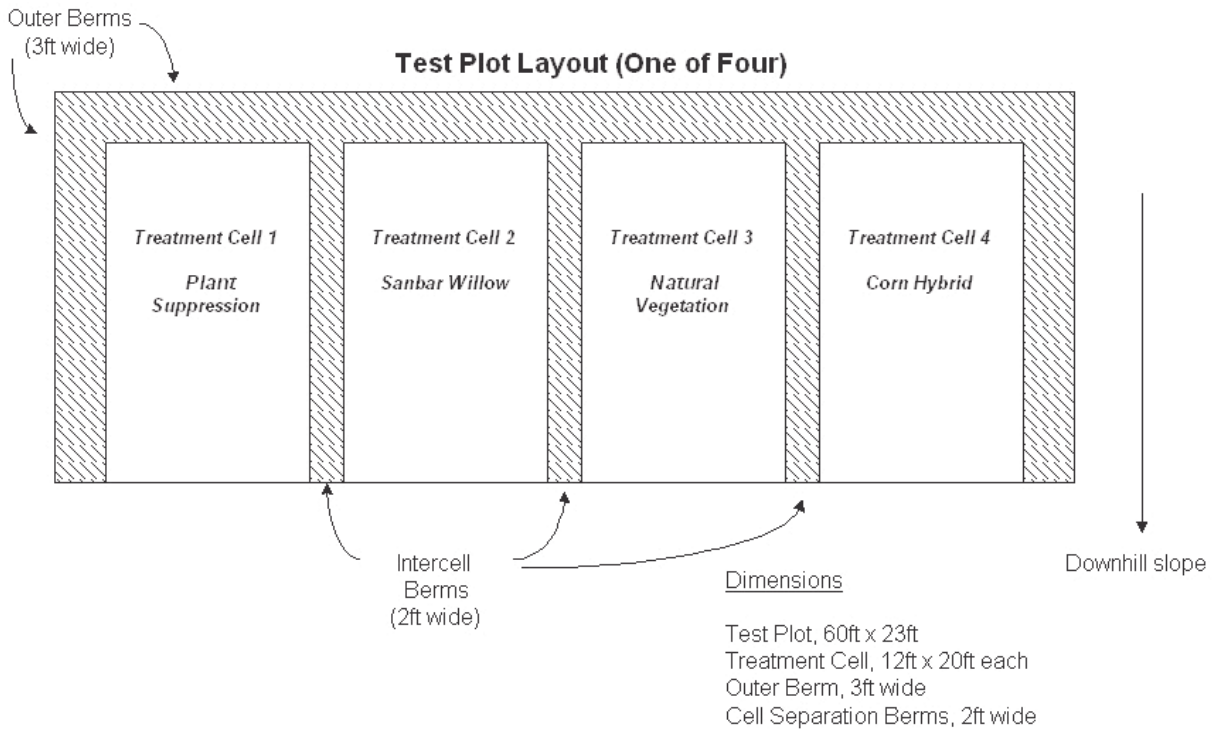 Outer Berms
(3ft wide)
Test Plot Layout (One of Four)
Treatment Cell 1
Plant
Suppression
Treatment Cell 2
Sanbar Willow
Treatment Cell 3
Natural
Vegetation
Treatment Cell 4
Corn Hybrid
Intercell
Berms
(2ft wide)
Downhill slope
Dimensions
Test Plot, 60ft x 23ft
Treatment Cell, 12ft x 20ft each
Outer Berm, 3ft wide
Cell Separation Berms, 2ft wide